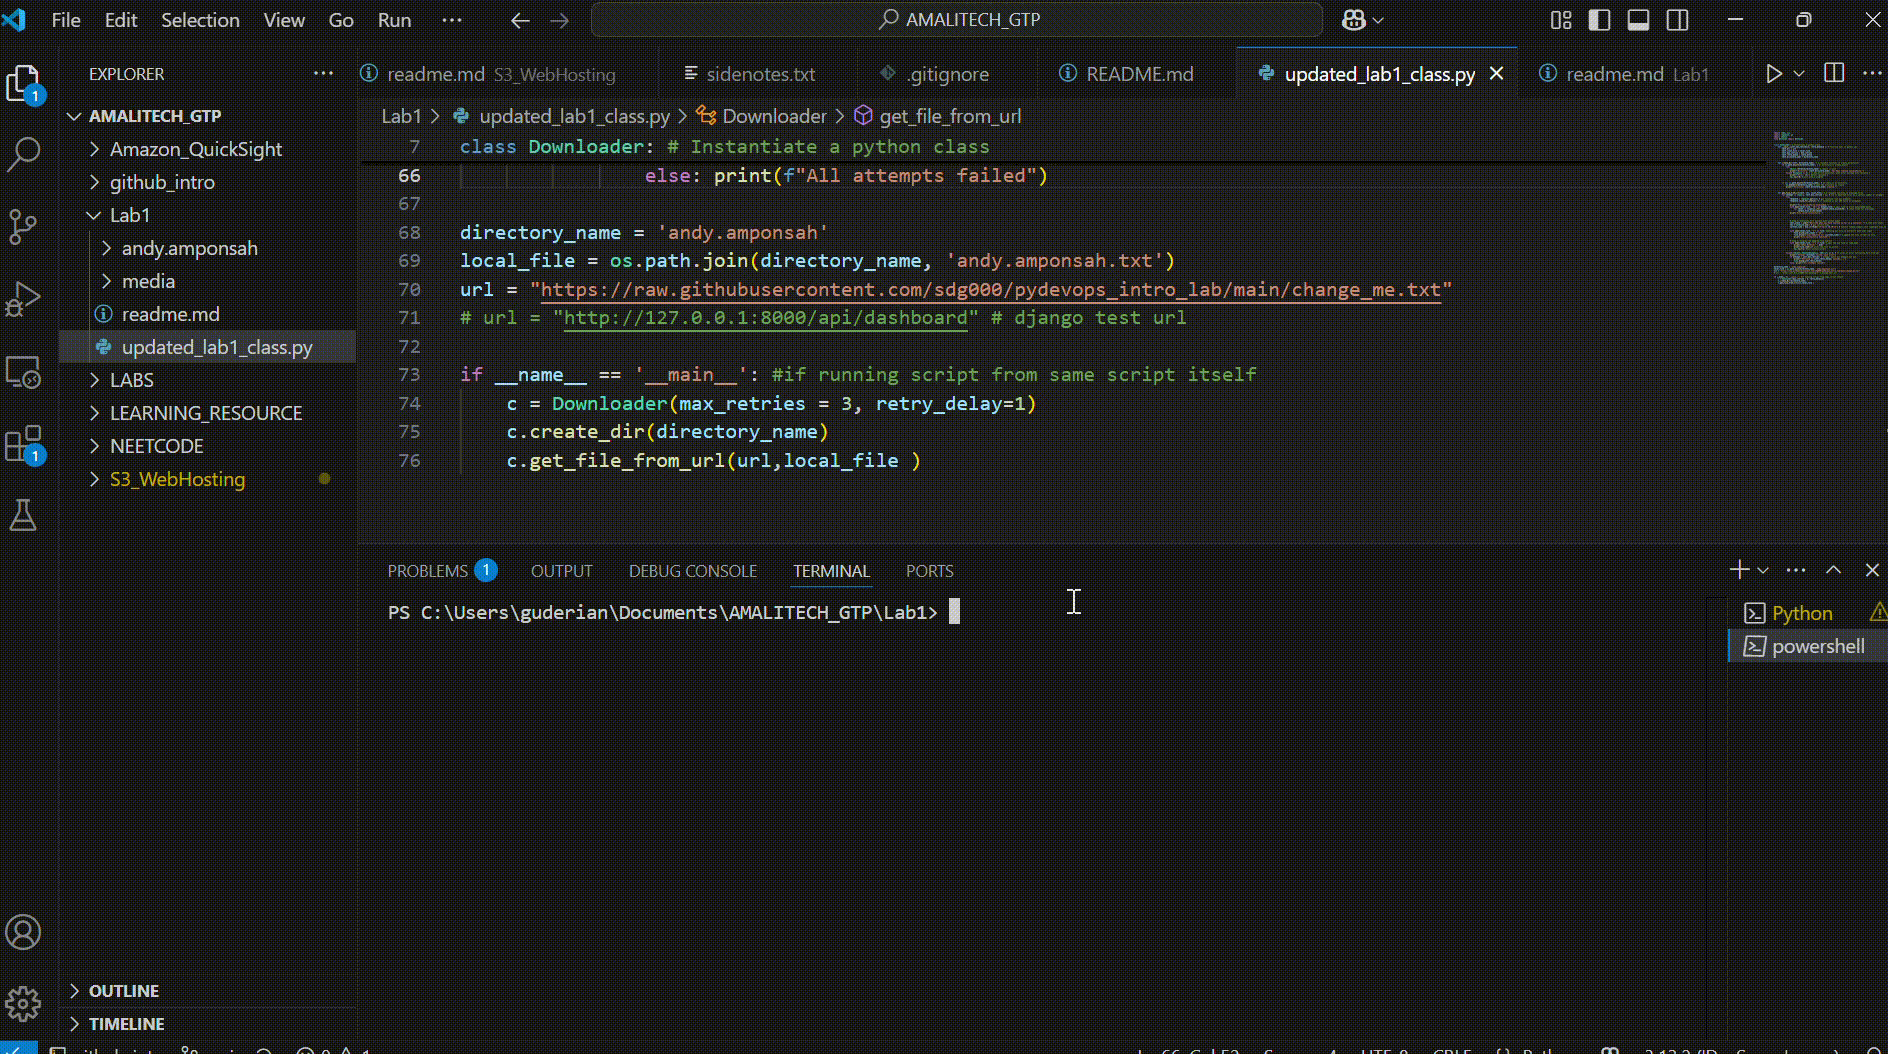 File Edit Selection View Go Run ··· AMALITECH_GTP
EXPLORER ···
readme.md S3_WebHosting sidenotes.txt .gitignore README.md updated_lab1_class.py readme.md Lab1
Lab1 > updated_lab1_class.py > Downloader > get_file_from_url
AMALITECH_GTP
Amazon_QuickSight
github_intro
Lab1
andy.amponsah
media
readme.md
updated_lab1_class.py
LABS
LEARNING_RESOURCE
NEETCODE
S3_WebHosting
OUTLINE
TIMELINE
1
1
7 class Downloader: # Instantiate a python class
66 else: print(f"All attempts failed")
67
68 directory_name = 'andy.amponsah'
69 local_file = os.path.join(directory_name, 'andy.amponsah.txt')
70 url = "https://raw.githubusercontent.com/sdg000/pydevops_intro_lab/main/change_me.txt"
71 # url = "http://127.0.0.1:8000/api/dashboard" # django test url
72
73 if __name__ == '__main__': #if running script from same script itself
74 c = Downloader(max_retries = 3, retry_delay=1)
75 c.create_dir(directory_name)
76 c.get_file_from_url(url,local_file )
PROBLEMS 1 OUTPUT DEBUG CONSOLE TERMINAL PORTS
PS C:\Users\guderian\Documents\AMALITECH_GTP\Lab1>
Python
powershell